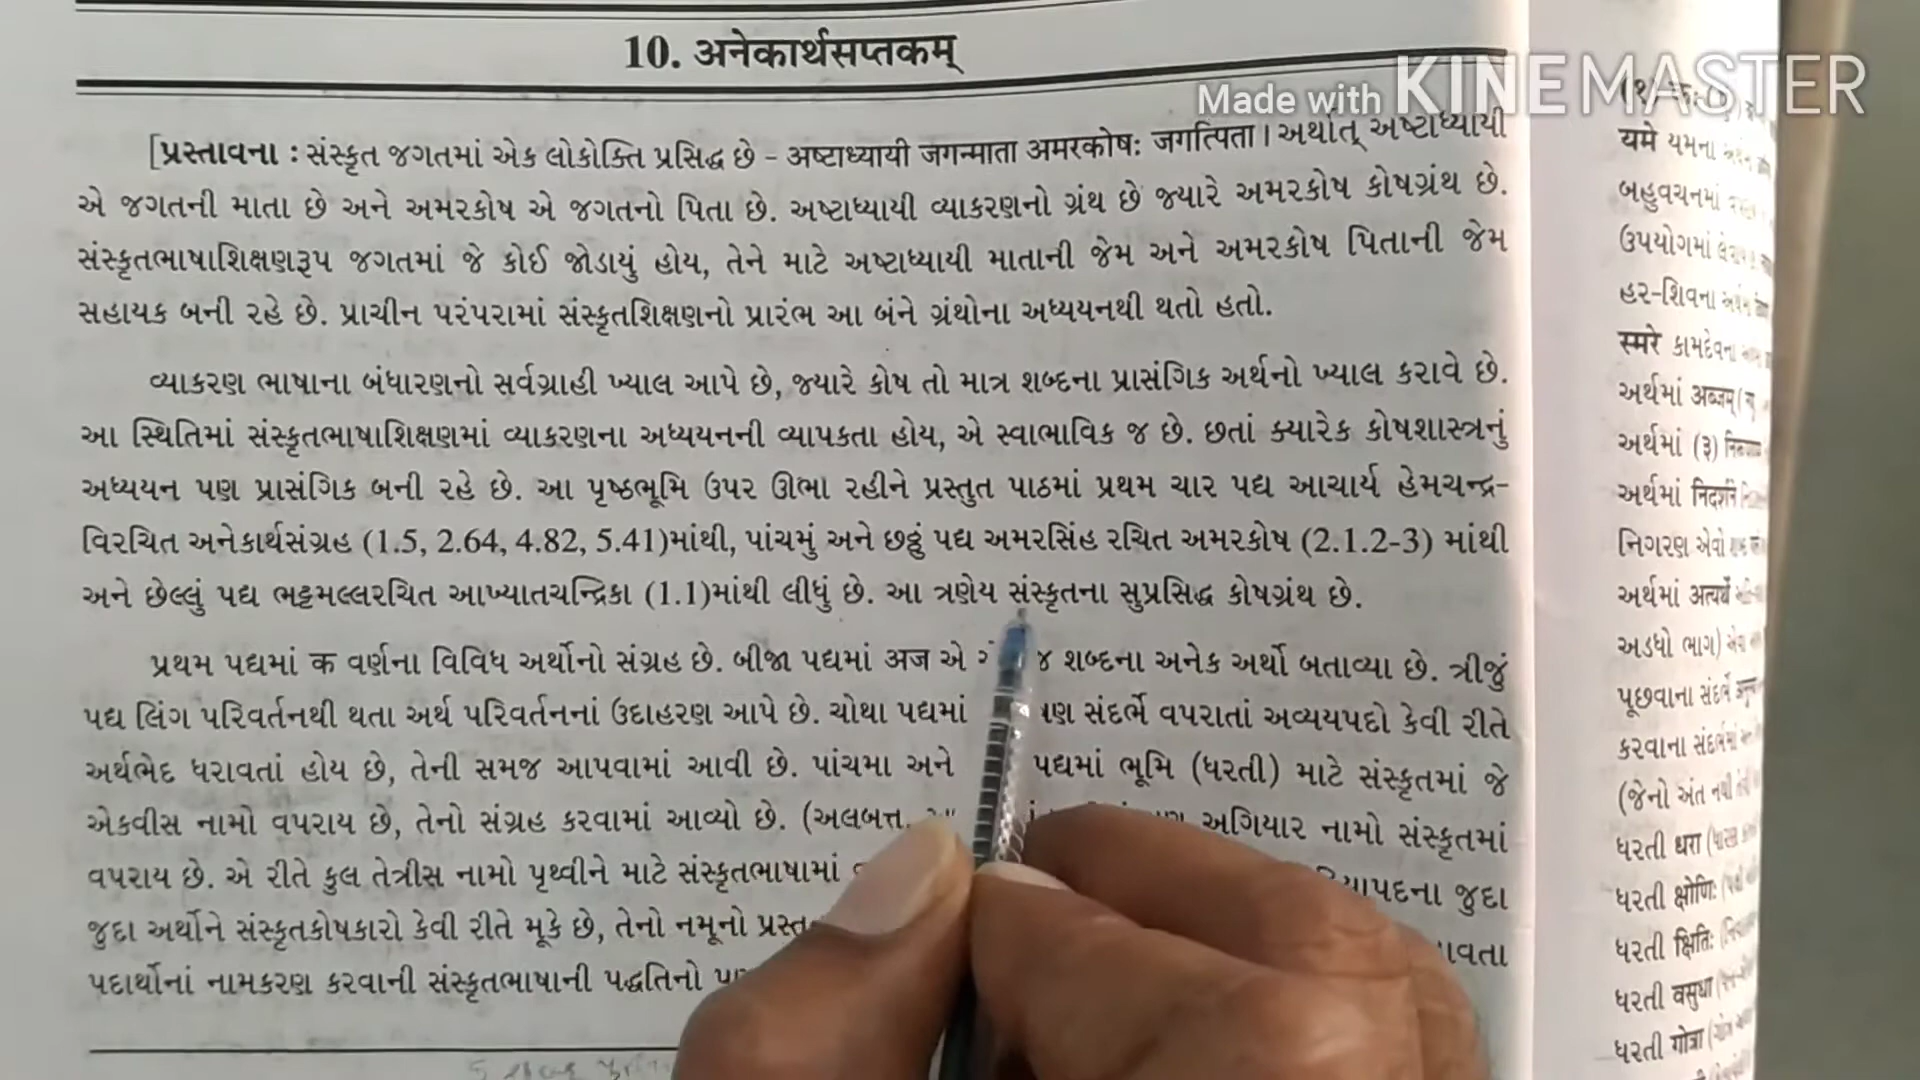 10. अनेकार्थसप्तकम्
Made with KINEMASTER
[પ્રસ્તાવના : સંસ્કૃત જગતમાં એક લોકોક્તિ પ્રસિદ્ધ છે - अष्टाध्यायी जगन्माता अमरकोषः जगत्पिता। અર્થાત્ અષ્ટાધ્યાયી
એ જગતની માતા છે અને અમરકોષ એ જગતનો પિતા છે. અષ્ટાધ્યાયી વ્યાકરણનો ગ્રંથ છે જ્યારે અમરકોષ કોષગ્રંથ છે.
સંસ્કૃતભાષાશિક્ષણરૂપ જગતમાં જે કોઈ જોડાયું હોય, તેને માટે અષ્ટાધ્યાયી માતાની જેમ અને અમરકોષ પિતાની જેમ
સહાયક બની રહે છે. પ્રાચીન પરંપરામાં સંસ્કૃતશિક્ષણનો પ્રારંભ આ બંને ગ્રંથોના અધ્યયનથી થતો હતો.
વ્યાકરણ ભાષાના બંધારણનો સર્વગ્રાહી ખ્યાલ આપે છે, જ્યારે કોષ તો માત્ર શબ્દના પ્રાસંગિક અર્થનો ખ્યાલ કરાવે છે.
આ સ્થિતિમાં સંસ્કૃતભાષાશિક્ષણમાં વ્યાકરણના અધ્યયનની વ્યાપકતા હોય, એ સ્વાભાવિક જ છે. છતાં ક્યારેક કોષશાસ્ત્રનું
અધ્યયન પણ પ્રાસંગિક બની રહે છે. આ પૃષ્ઠભૂમિ ઉપર ઊભા રહીને પ્રસ્તુત પાઠમાં પ્રથમ ચાર પદ્ય આચાર્ય હેમચન્દ્ર-
વિરચિત અનેકાર્થસંગ્રહ (1.5, 2.64, 4.82, 5.41)માંથી, પાંચમું અને છઠ્ઠું પદ્ય અમરસિંહ રચિત અમરકોષ (2.1.2-3) માંથી
અને છેલ્લું પદ્ય ભટ્ટમલ્લરચિત આખ્યાતચન્દ્રિકા (1.1)માંથી લીધું છે. આ ત્રણેય સંસ્કૃતના સુપ્રસિદ્ધ કોષગ્રંથ છે.
પ્રથમ પદ્યમાં क વર્ણના વિવિધ અર્થોનો સંગ્રહ છે. બીજા પદ્યમાં અજ એ જ શબ્દના અનેક અર્થો બતાવ્યા છે. ત્રીજું
પદ્ય લિંગ પરિવર્તનથી થતા અર્થ પરિવર્તનનાં ઉદાહરણ આપે છે. ચોથા પદ્યમાં સંદર્ભે વપરાતાં અવ્યયપદો કેવી રીતે
અર્થભેદ ધરાવતાં હોય છે, તેની સમજ આપવામાં આવી છે. પાંચમા અને પદ્યમાં ભૂમિ (ધરતી) માટે સંસ્કૃતમાં જે
એકવીસ નામો વપરાય છે, તેનો સંગ્રહ કરવામાં આવ્યો છે. (અલબત્ત, અગિયાર નામો સંસ્કૃતમાં
વપરાય છે. એ રીતે કુલ તેત્રીસ નામો પૃથ્વીને માટે સંસ્કૃતભાષામાં જુદા
જુદા અર્થોને સંસ્કૃતકોષકારો કેવી રીતે મૂકે છે, તેનો નમૂનો
પદાર્થોનાં નામકરણ કરવાની સંસ્કૃતભાષાની પદ્ધતિનો
यमे યમના
બહુવચનમાં
ઉપયોગમાં
હર-શિવના
स्मरे કામદેવના
અર્થમાં अब्जम्
અર્થમાં (રૂ)
અર્થમાં निदर्शने
નિગરણ એવો
અર્થમાં अत्यर्थे
અડધો ભાગ)
પૂછવાના સંદર્ભે
કરવાના સંદર્ભમાં
(જેનો અંત નથી
ધરતી धरा
ધરતી क्षोणिः
ધરતી क्षितिः
ધરતી वसुधा
ધરતી गोत्रा